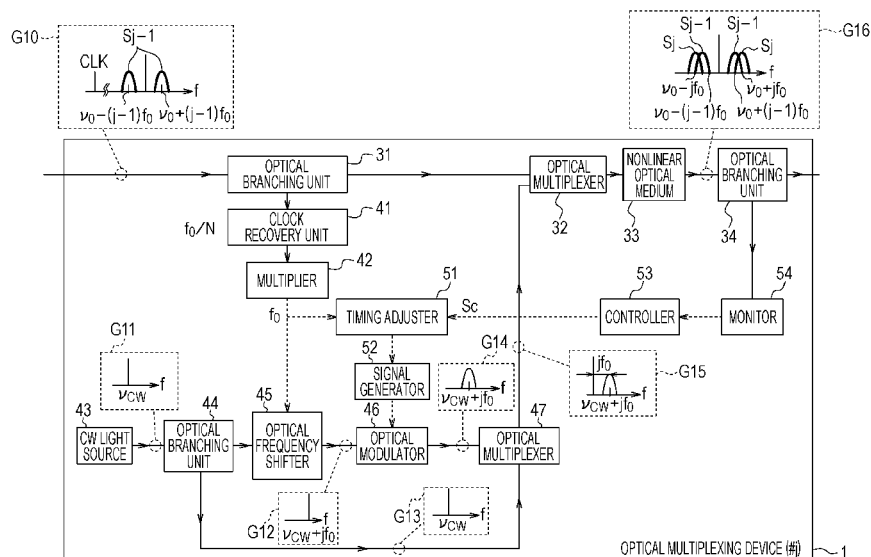 G10
Sj-1
CLK
f
ν0-(j-1)f0
ν0+(j-1)f0
G16
Sj-1
Sj-1
Sj
Sj
f
ν0-jf0
ν0+jf0
ν0-(j-1)f0
ν0+(j-1)f0
31
OPTICAL
BRANCHING UNIT
OPTICAL
MULTIPLEXER
32
NONLINEAR
OPTICAL
MEDIUM
33
OPTICAL
BRANCHING
UNIT
34
41
f0/N
CLOCK
RECOVERY UNIT
42
MULTIPLIER
f0
51
TIMING ADJUSTER
Sc
53
CONTROLLER
54
MONITOR
G11
f
νCW
52
SIGNAL
GENERATOR
G14
f
νCW+jf0
jf0
f
νCW+jf0
G15
43
CW LIGHT
SOURCE
44
OPTICAL
BRANCHING
UNIT
45
OPTICAL
FREQUENCY
SHIFTER
46
OPTICAL
MODULATOR
47
OPTICAL
MULTIPLEXER
G12
f
νCW+jf0
G13
f
νCW
OPTICAL MULTIPLEXING DEVICE (#j)
1